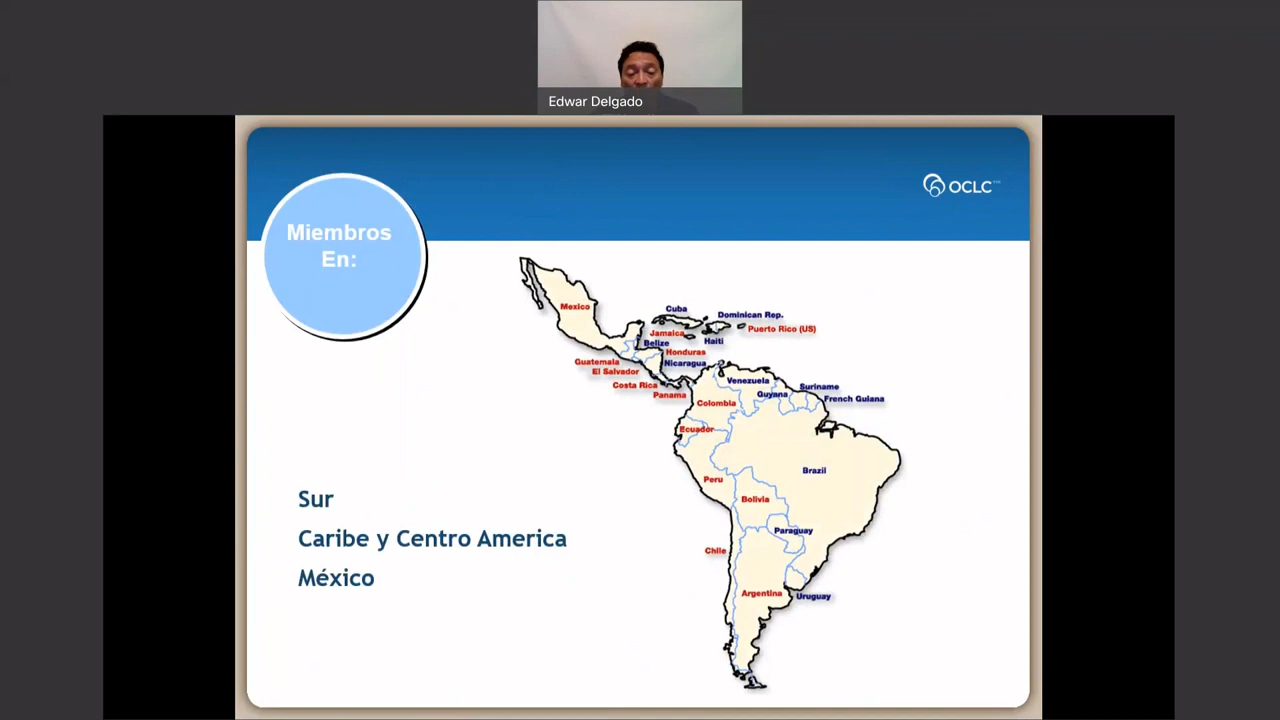 Edwar Delgado
OCLC
Miembros
En:
Mexico
Cuba
Dominican Rep.
Puerto Rico (US)
Jamaica
Haiti
Belize
Honduras
Guatemala
Nicaragua
El Salvador
Costa Rica
Panama
Venezuela
Suriname
Guyana
French Guiana
Colombia
Ecuador
Brazil
Peru
Bolivia
Paraguay
Chile
Argentina
Uruguay
Sur
Caribe y Centro America
México